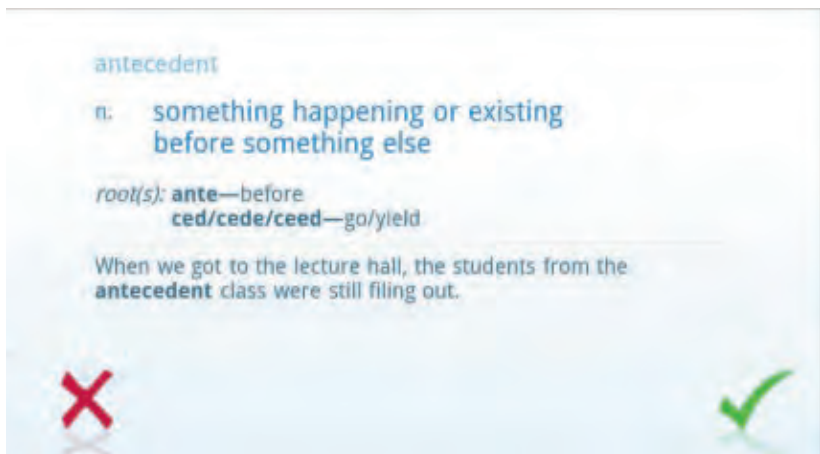 antecedent
n. something happening or existing
before something else
root(s): ante—before
ced/cede/ceed—go/yield
When we got to the lecture hall, the students from the
antecedent class were still filing out.